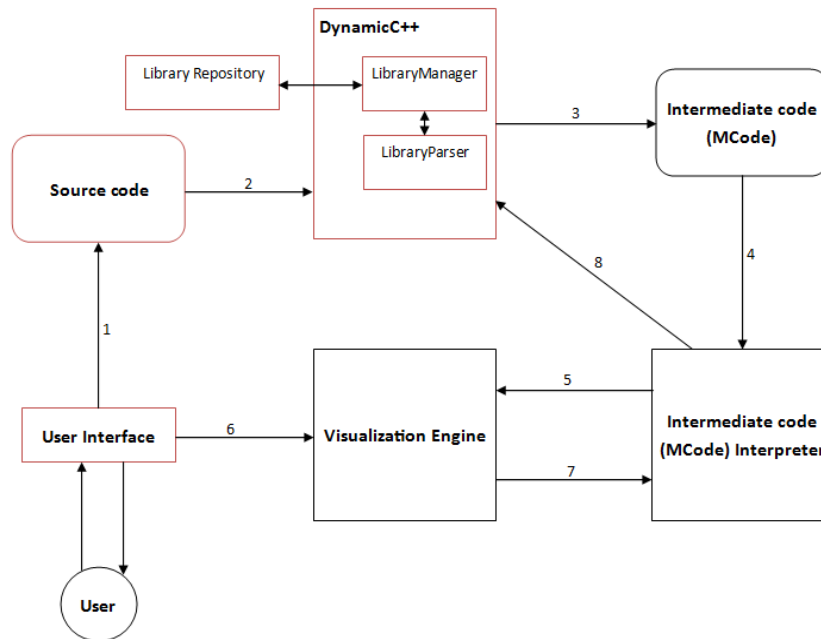 DynamicC++
Library Repository
LibraryManager
LibraryParser
3
Intermediate code
(MCode)
Source code
2
1
8
4
User Interface
6
Visualization Engine
5
7
Intermediate code
(MCode) Interpreter
User